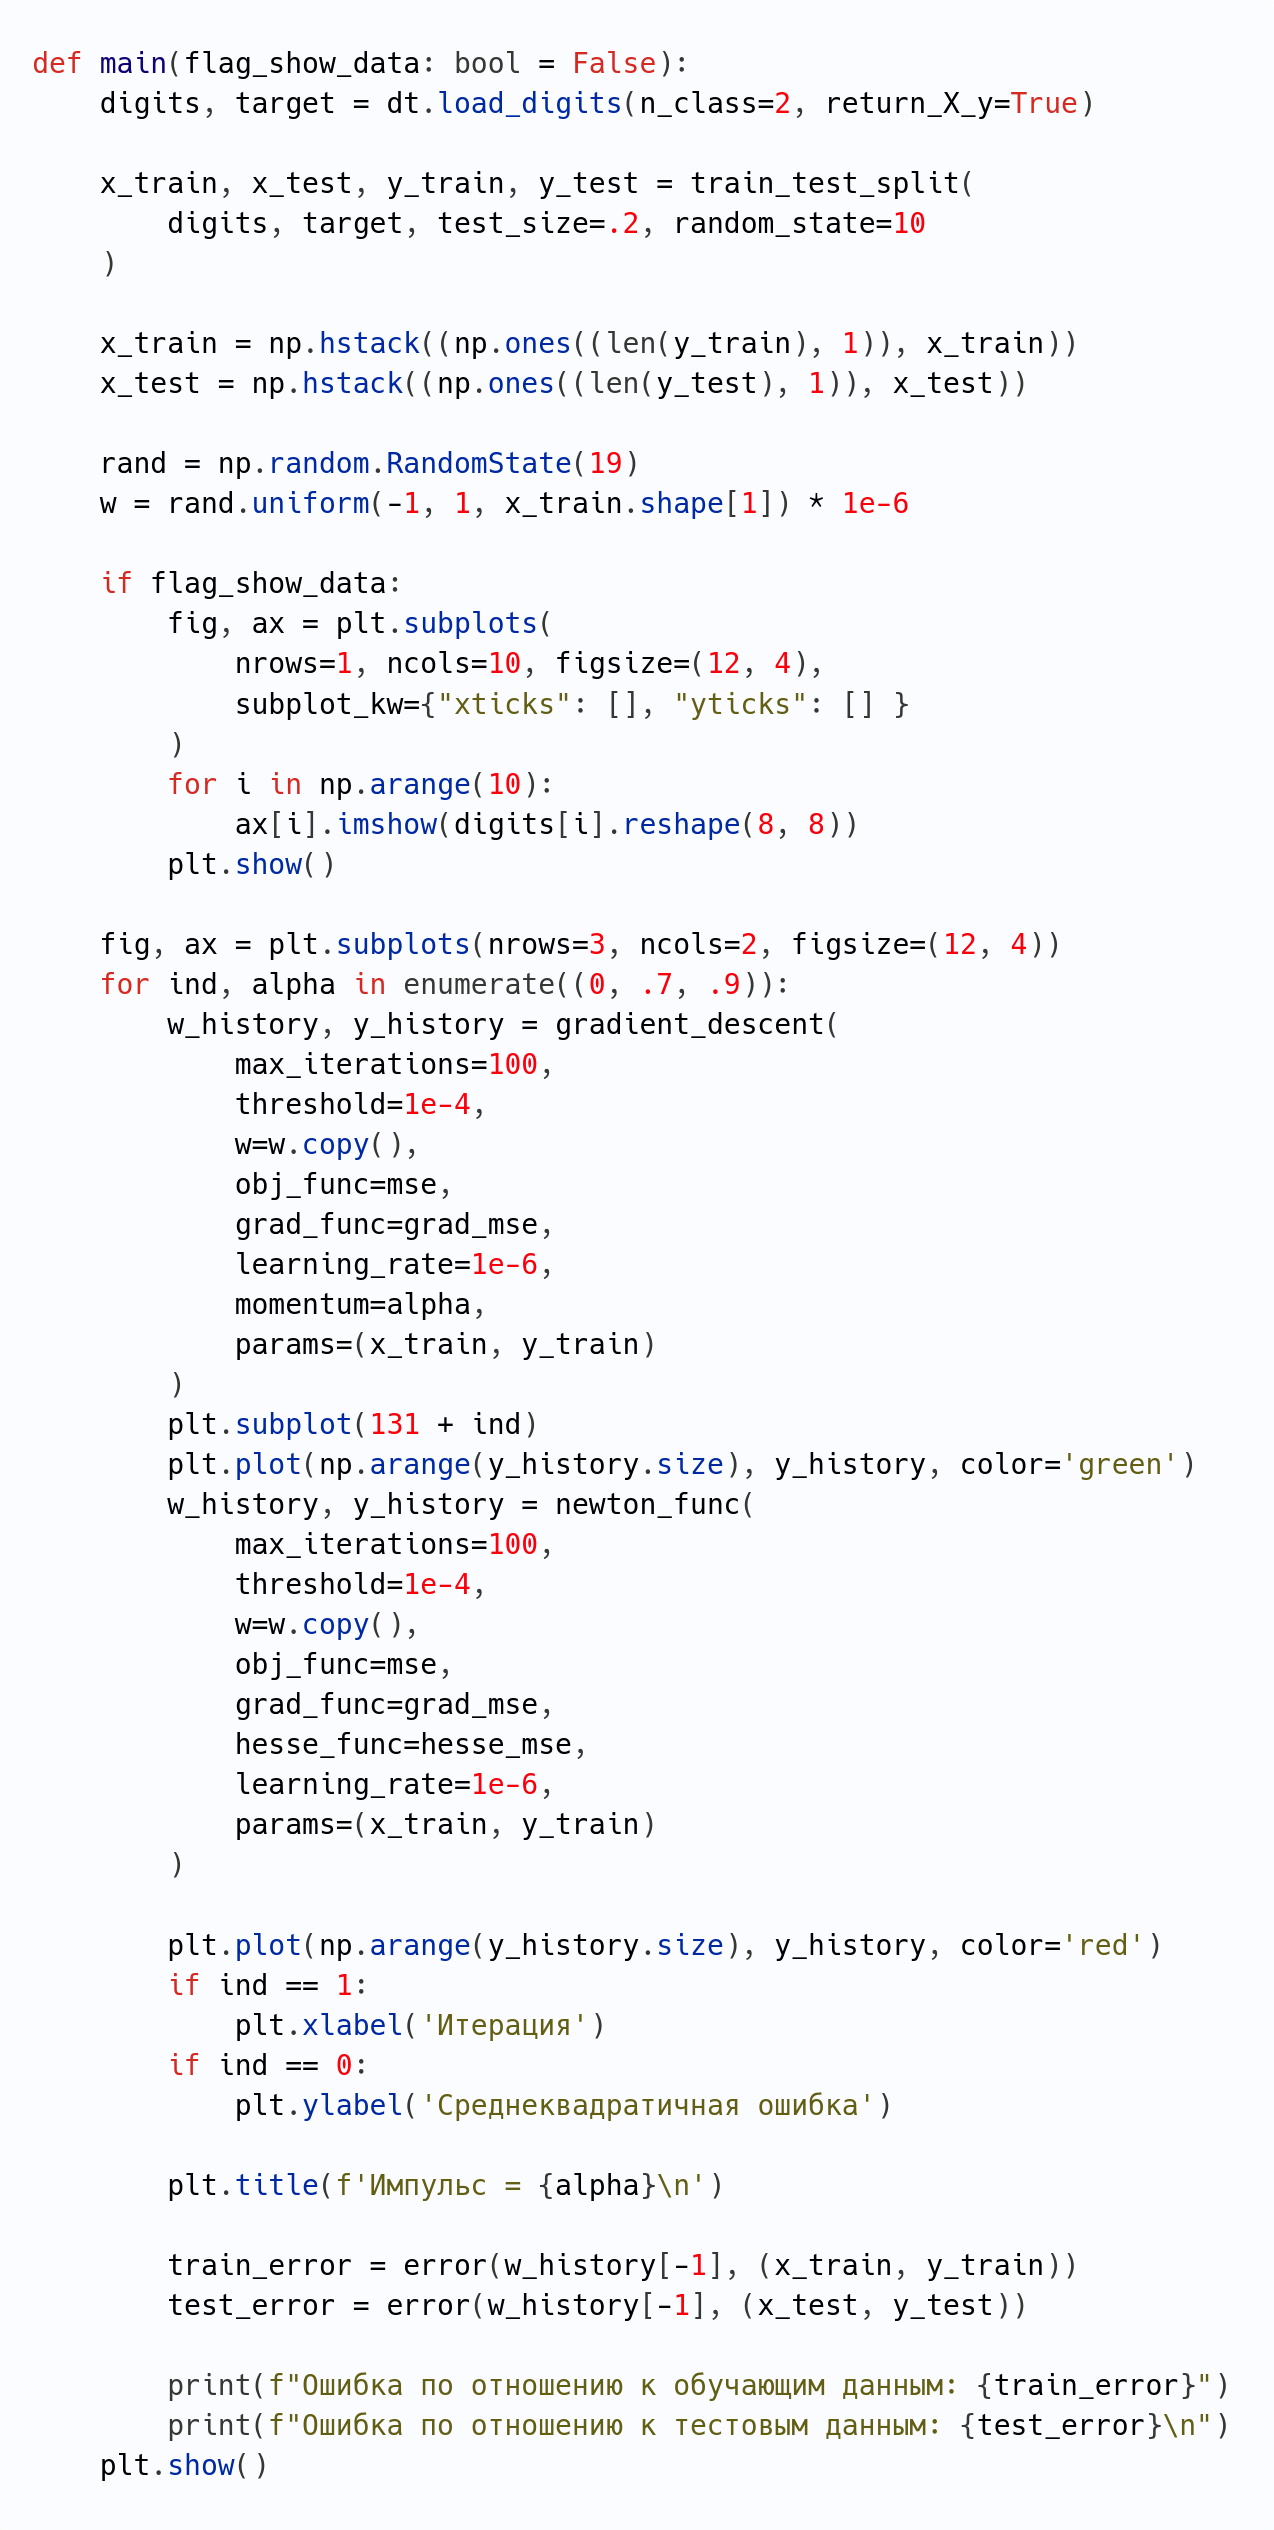 def main(flag_show_data: bool = False):
    digits, target = dt.load_digits(n_class=2, return_X_y=True)

    x_train, x_test, y_train, y_test = train_test_split(
        digits, target, test_size=.2, random_state=10
    )

    x_train = np.hstack((np.ones((len(y_train), 1)), x_train))
    x_test = np.hstack((np.ones((len(y_test), 1)), x_test))

    rand = np.random.RandomState(19)
    w = rand.uniform(-1, 1, x_train.shape[1]) * 1e-6

    if flag_show_data:
        fig, ax = plt.subplots(
            nrows=1, ncols=10, figsize=(12, 4),
            subplot_kw={"xticks": [], "yticks": [] }
        )
        for i in np.arange(10):
            ax[i].imshow(digits[i].reshape(8, 8))
        plt.show()

    fig, ax = plt.subplots(nrows=3, ncols=2, figsize=(12, 4))
    for ind, alpha in enumerate((0, .7, .9)):
        w_history, y_history = gradient_descent(
            max_iterations=100,
            threshold=1e-4,
            w=w.copy(),
            obj_func=mse,
            grad_func=grad_mse,
            learning_rate=1e-6,
            momentum=alpha,
            params=(x_train, y_train)
        )
        plt.subplot(131 + ind)
        plt.plot(np.arange(y_history.size), y_history, color='green')
        w_history, y_history = newton_func(
            max_iterations=100,
            threshold=1e-4,
            w=w.copy(),
            obj_func=mse,
            grad_func=grad_mse,
            hesse_func=hesse_mse,
            learning_rate=1e-6,
            params=(x_train, y_train)
        )

        plt.plot(np.arange(y_history.size), y_history, color='red')
        if ind == 1:
            plt.xlabel('Итерация')
        if ind == 0:
            plt.ylabel('Среднеквадратичная ошибка')

        plt.title(f'Импульс = {alpha}\n')

        train_error = error(w_history[-1], (x_train, y_train))
        test_error = error(w_history[-1], (x_test, y_test))

        print(f"Ошибка по отношению к обучающим данным: {train_error}")
        print(f"Ошибка по отношению к тестовым данным: {test_error}\n")
    plt.show()